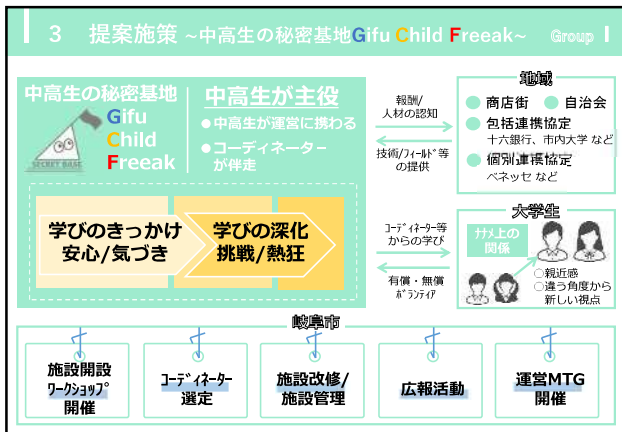 3 提案施策 ~中高生の秘密基地Gifu Child Freeak~ Group Ⅰ
中高生の秘密基地
Gifu
Child
Freeak
SECRET BASE
中高生が主役
●中高生が運営に携わる
●コーディネーター
が伴走
学びのきっかけ
安心/気づき
学びの深化
挑戦/熱狂
報酬/
人材の認知
技術/フィールド等
の提供
地域
商店街 自治会
包括連携協定
十六銀行、市内大学 など
個別連携協定
ベネッセ など
コーディネーター等
からの学び
有償・無償
ボランティア
大学生
ナナメ上の
関係
○親近感
○違う角度から
新しい視点
岐阜市
施設開設
ワークショップ
開催
コーディネーター
選定
施設改修/
施設管理
広報活動
運営MTG
開催